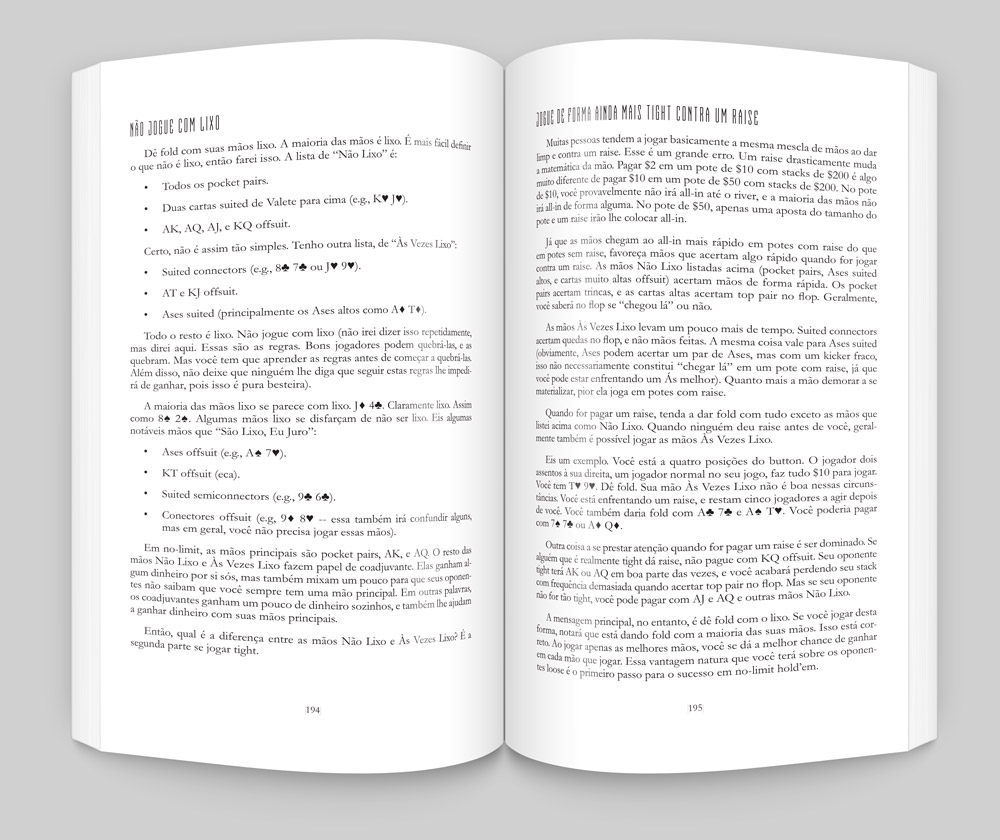 NÃO JOGUE COM LIXO
Dê fold com suas mãos lixo. A maioria das mãos é lixo. É mais fácil definir
o que não é lixo, então farei isso. A lista de “Não Lixo” é:
• Todos os pocket pairs.
• Duas cartas suited de Valete para cima (e.g., K♥ J♥).
• AK, AQ, AJ, e KQ offsuit.
Certo, não é assim tão simples. Tenho outra lista, de “Às Vezes Lixo”:
• Suited connectors (e.g., 8♣ 7♣ ou J♥ 9♥).
• AT e KJ offsuit.
• Ases suited (principalmente os Ases altos como A♦ T♦).
Todo o resto é lixo. Não jogue com lixo (não irei dizer isso repetidamente,
mas direi aqui. Essas são as regras. Bons jogadores podem quebrá-las, e as
quebram. Mas você tem que aprender as regras antes de começar a quebrá-las.
Além disso, não deixe que ninguém lhe diga que seguir estas regras lhe impedi-
rá de ganhar, pois isso é pura besteira).
A maioria das mãos lixo se parece com lixo. J♦ 4♣. Claramente lixo. Assim
como 8♠ 2♠. Algumas mãos lixo se disfarçam de não ser lixo. Eis algumas
notáveis mãos que “São Lixo, Eu Juro”:
• Ases offsuit (e.g., A♠ 7♥).
• KT offsuit (eca).
• Suited semiconnectors (e.g., 9♣ 6♣).
• Conectores offsuit (e.g, 9♦ 8♥ -- essa também irá confundir alguns,
mas em geral, você não precisa jogar essas mãos).
Em no-limit, as mãos principais são pocket pairs, AK, e AQ. O resto das
mãos Não Lixo e Às Vezes Lixo fazem papel de coadjuvante. Elas ganham al-
gum dinheiro por si sós, mas também mixam um pouco para que seus oponen-
tes não saibam que você sempre tem uma mão principal. Em outras palavras,
os coadjuvantes ganham um pouco de dinheiro sozinhos, e também lhe ajudam
a ganhar dinheiro com suas mãos principais.
Então, qual é a diferença entre as mãos Não Lixo e Às Vezes Lixo? É a
segunda parte se jogar tight.
194
JOGUE DE FORMA AINDA MAIS TIGHT CONTRA UM RAISE
Muitas pessoas tendem a jogar basicamente a mesma mescla de mãos ao dar
limp e contra um raise. Esse é um grande erro. Um raise drasticamente muda
a matemática da mão. Pagar $2 em um pote de $10 com stacks de $200 é algo
muito diferente de pagar $10 em um pote de $50 com stacks de $200. No pote
de $10, você provavelmente não irá all-in até o river, e a maioria das mãos não
irá all-in de forma alguma. No pote de $50, apenas uma aposta do tamanho do
pote e um raise irão lhe colocar all-in.
Já que as mãos chegam ao all-in mais rápido em potes com raise do que
em potes sem raise, favoreça mãos que acertam algo rápido quando for jogar
contra um raise. As mãos Não Lixo listadas acima (pocket pairs, Ases suited
altos, e cartas muito altas offsuit) acertam mãos de forma rápida. Os pocket
pairs acertam trincas, e as cartas altas acertam top pair no flop. Geralmente,
você saberá no flop se “chegou lá” ou não.
As mãos Às Vezes Lixo levam um pouco mais de tempo. Suited connectors
acertam quedas no flop, e não mãos feitas. A mesma coisa vale para Ases suited
(obviamente, Ases podem acertar um par de Ases, mas com um kicker fraco,
isso não necessariamente constitui “chegar lá” em um pote com raise, já que
você pode estar enfrentando um Ás melhor). Quanto mais a mão demorar a se
materializar, pior ela joga em potes com raise.
Quando for pagar um raise, tenda a dar fold com tudo exceto as mãos que
listei acima como Não Lixo. Quando ninguém deu raise antes de você, geral-
mente também é possível jogar as mãos Às Vezes Lixo.
Eis um exemplo. Você está a quatro posições do button. O jogador dois
assentos à sua direita, um jogador normal no seu jogo, faz tudo $10 para jogar.
Você tem T♥ 9♥. Dê fold. Sua mão Às Vezes Lixo não é boa nessas circuns-
tâncias. Você está enfrentando um raise, e restam cinco jogadores a agir depois
de você. Você também daria fold com A♣ 7♣ e A♠ T♥. Você poderia pagar
com 7♠ 7♣ ou A♦ Q♦.
Outra coisa a se prestar atenção quando for pagar um raise é ser dominado. Se
alguém que é realmente tight dá raise, não pague com KQ offsuit. Seu oponente
tight terá AK ou AQ em boa parte das vezes, e você acabará perdendo seu stack
com frequência demasiada quando acertar top pair no flop. Mas se seu oponente
não for tão tight, você pode pagar com AJ e AQ e outras mãos Não Lixo.
A mensagem principal, no entanto, é dê fold com o lixo. Se você jogar desta
forma, notará que está dando fold com a maioria das suas mãos. Isso está cor-
reto. Ao jogar apenas as melhores mãos, você se dá a melhor chance de ganhar
em cada mão que jogar. Essa vantagem natura que você terá sobre os oponen-
tes loose é o primeiro passo para o sucesso em no-limit hold’em.
195